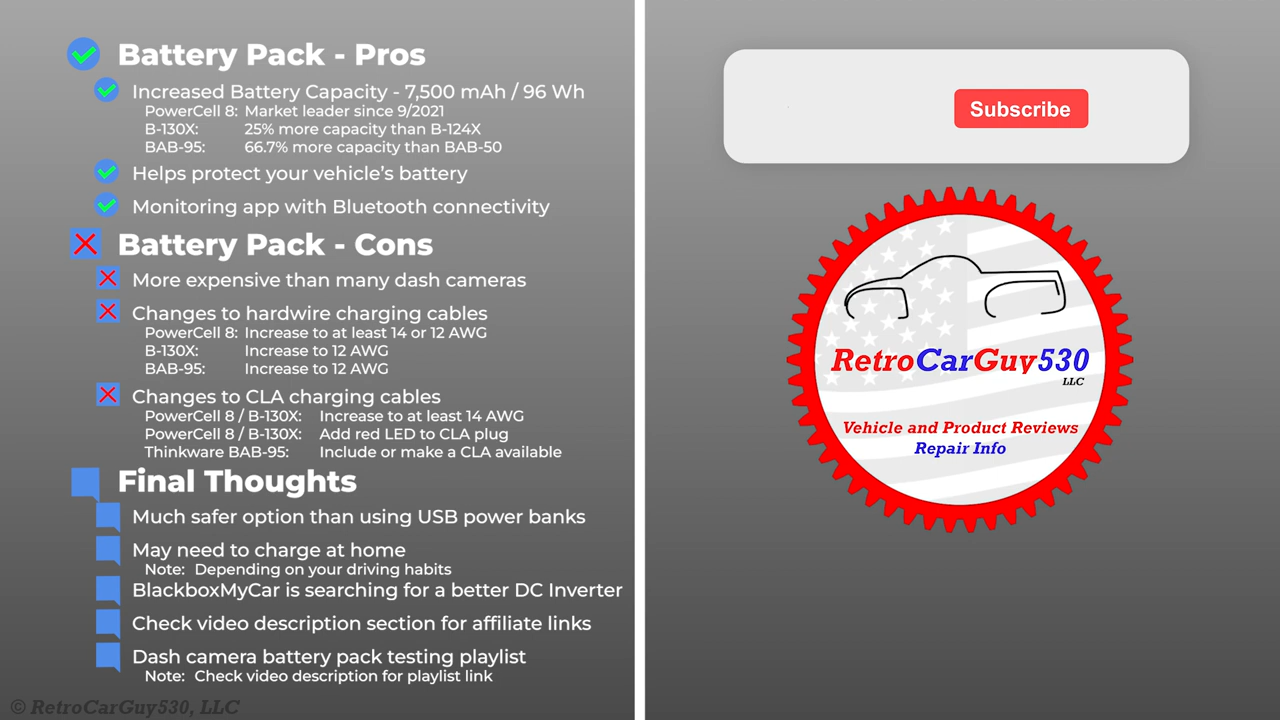 Battery Pack - Pros
Increased Battery Capacity - 7,500 mAh / 96 Wh
PowerCell 8: Market leader since 9/2021
B-130X: 25% more capacity than B-124X
BAB-95: 66.7% more capacity than BAB-50
Helps protect your vehicle's battery
Monitoring app with Bluetooth connectivity
Battery Pack - Cons
More expensive than many dash cameras
Changes to hardwire charging cables
PowerCell 8: Increase to at least 14 or 12 AWG
B-130X: Increase to 12 AWG
BAB-95: Increase to 12 AWG
Changes to CLA charging cables
PowerCell 8 / B-130X: Increase to at least 14 AWG
PowerCell 8 / B-130X: Add red LED to CLA plug
Thinkware BAB-95: Include or make a CLA available
Final Thoughts
Much safer option than using USB power banks
May need to charge at home
Note: Depending on your driving habits
BlackboxMyCar is searching for a better DC Inverter
Check video description section for affiliate links
Dash camera battery pack testing playlist
Note: Check video description for playlist link
© RetroCarGuy530, LLC
Subscribe
RetroCarGuy530
LLC
Vehicle and Product Reviews
Repair Info